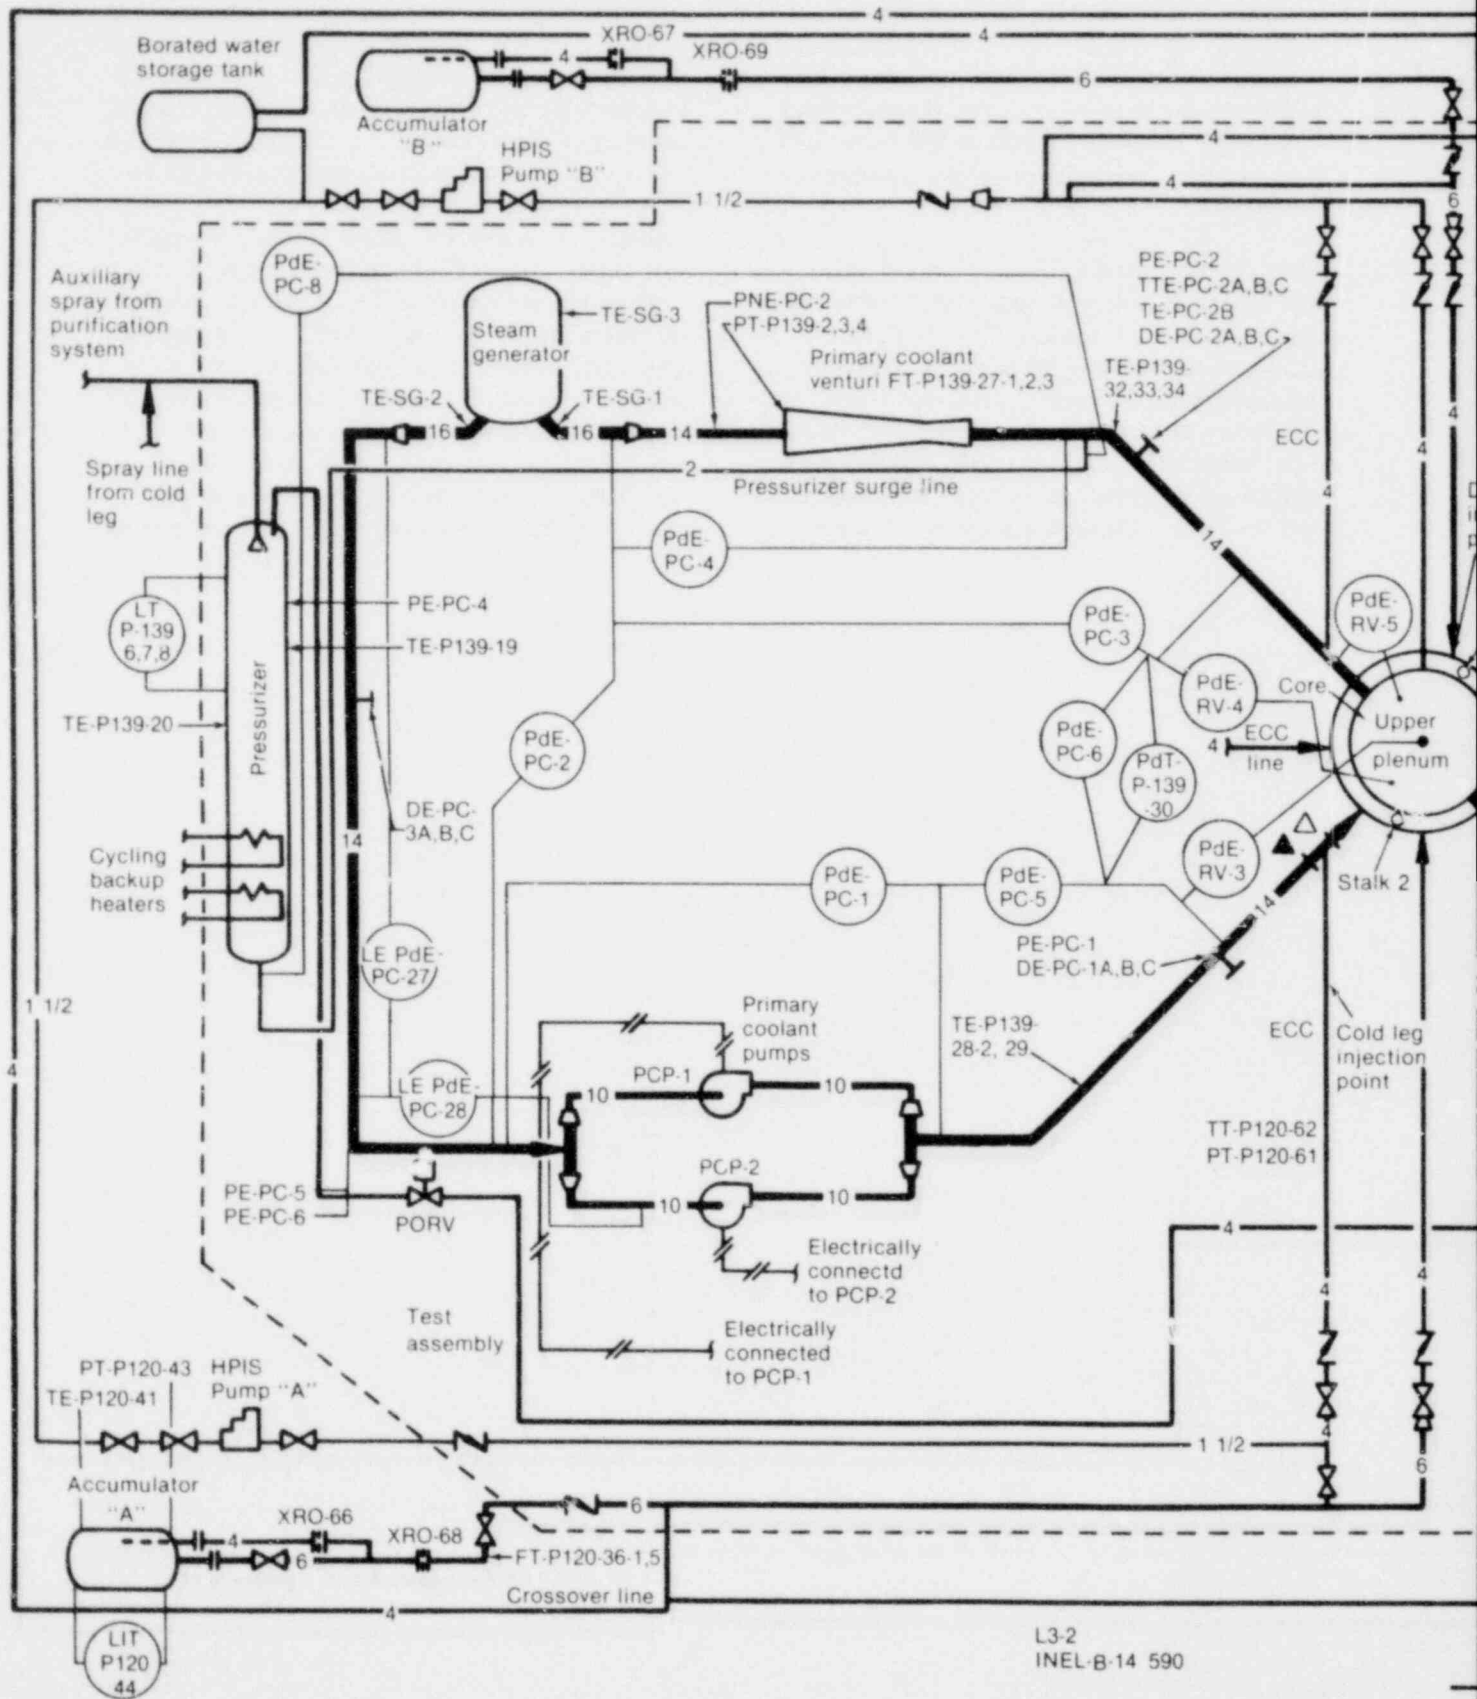 4
XRO-67
4
Borated water
storage tank
4
XRO-69
6
Accumulator
"B"
HPIS
Pump "B"
4
4
6
1 1/2
PdE-
PC-8
Auxiliary
spray from
purification
system
Steam
generator
TE-SG-3
PNE-PC-2
PT-P139-2,3,4
PE-PC-2
TTE-PC-2A,B,C
TE-PC-2B
DE-PC-2A,B,C
Primary coolant
venturi FT-P139-27-1,2,3
TE-P139-
32,33,34
TE-SG-2
TE-SG-1
16
16
14
ECC
4
4
4
2
Pressurizer surge line
Spray line
from cold
leg
14
PdE-
PC-4
LT
P-139
6,7,8
PE-PC-4
TE-P139-19
PdE-
PC-3
PdE-
RV-5
PdE-
RV-4
Core
Upper
plenum
TE-P139-20
Pressurizer
PdE-
PC-2
PdE-
PC-6
PdT-
P-139
-30
4
ECC
line
DE-PC-
3A,B,C
14
Cycling
backup
heaters
PdE-
PC-1
PdE-
PC-5
PdE-
RV-3
Stalk 2
14
LE PdE-
PC-27
PE-PC-1
DE-PC-1A,B,C
1 1/2
Primary
coolant
pumps
TE-P139-
28-2, 29
ECC
Cold leg
injection
point
4
LE PdE-
PC-28
PCP-1
10
10
TT-P120-62
PT-P120-61
PCP-2
10
10
PE-PC-5
PE-PC-6
PORV
4
Electrically
connectd
to PCP-2
4
4
Test
assembly
Electrically
connected
to PCP-1
PT-P120-43
TE-P120-41
HPIS
Pump "A"
4
1 1/2
6
Accumulator
"A"
XRO-66
4
XRO-68
6
6
FT-P120-36-1,5
Crossover line
4
LIT
P120
44
L3-2
INEL-B-14 590